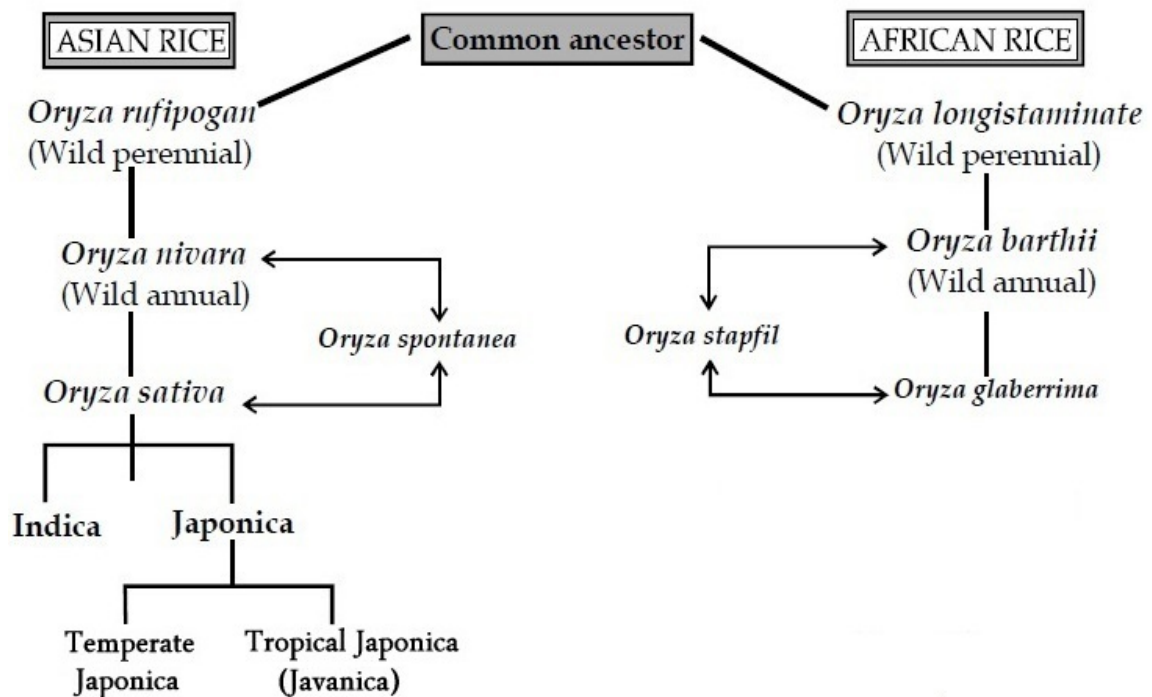 ASIAN RICE
Common ancestor
AFRICAN RICE
Oryza rufipogan
(Wild perennial)
Oryza longistaminate
(Wild perennial)
Oryza nivara
(Wild annual)
Oryza barthii
(Wild annual)
Oryza spontanea
Oryza stapfil
Oryza sativa
Oryza glaberrima
Indica
Japonica
Temperate
Japonica
Tropical Japonica
(Javanica)